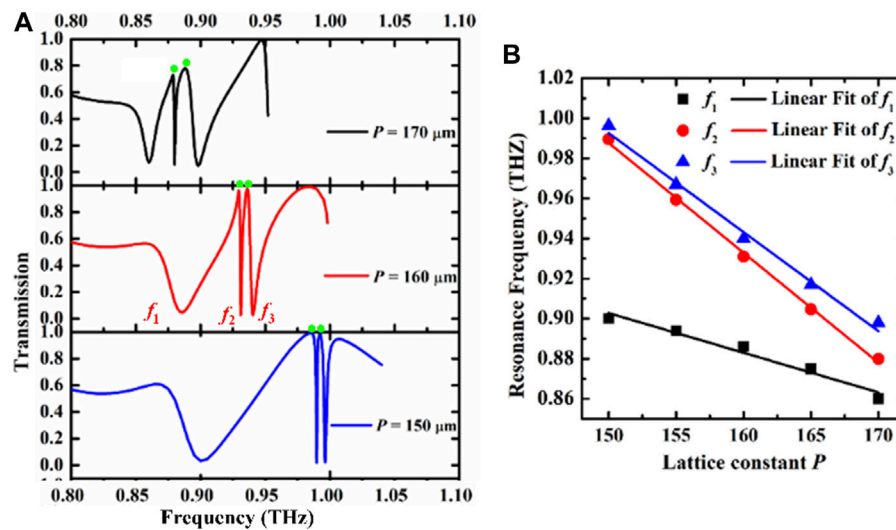 A
0.80 0.85 0.90 0.95 1.00 1.05 1.10
1.0
0.8
0.6
0.4
0.2
0.0
P = 170 μm
1.0
0.8
0.6
0.4
0.2
0.0
f1
f2
f3
P = 160 μm
1.0
0.8
0.6
0.4
0.2
0.0
P = 150 μm
0.80 0.85 0.90 0.95 1.00 1.05 1.10
Frequency (THz)
Transmission
B
1.02
1.00
0.98
0.96
0.94
0.92
0.90
0.88
0.86
Resonance Frequency (THZ)
f1 Linear Fit of f1
f2 Linear Fit of f2
f3 Linear Fit of f3
150 155 160 165 170
Lattice constant P